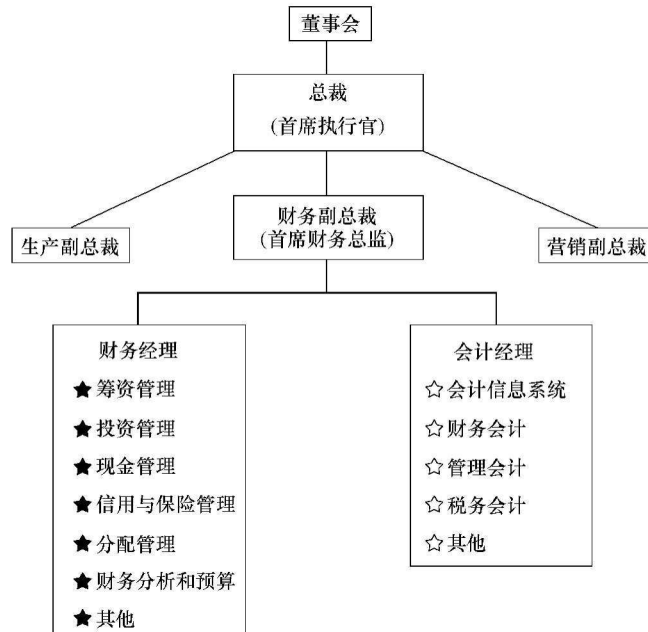 董事会
总裁
(首席执行官)
生产副总裁
财务副总裁
(首席财务总监)
营销副总裁
财务经理
★筹资管理
★投资管理
★现金管理
★信用与保险管理
★分配管理
★财务分析和预算
★其他
会计经理
☆会计信息系统
☆财务会计
☆管理会计
☆税务会计
☆其他